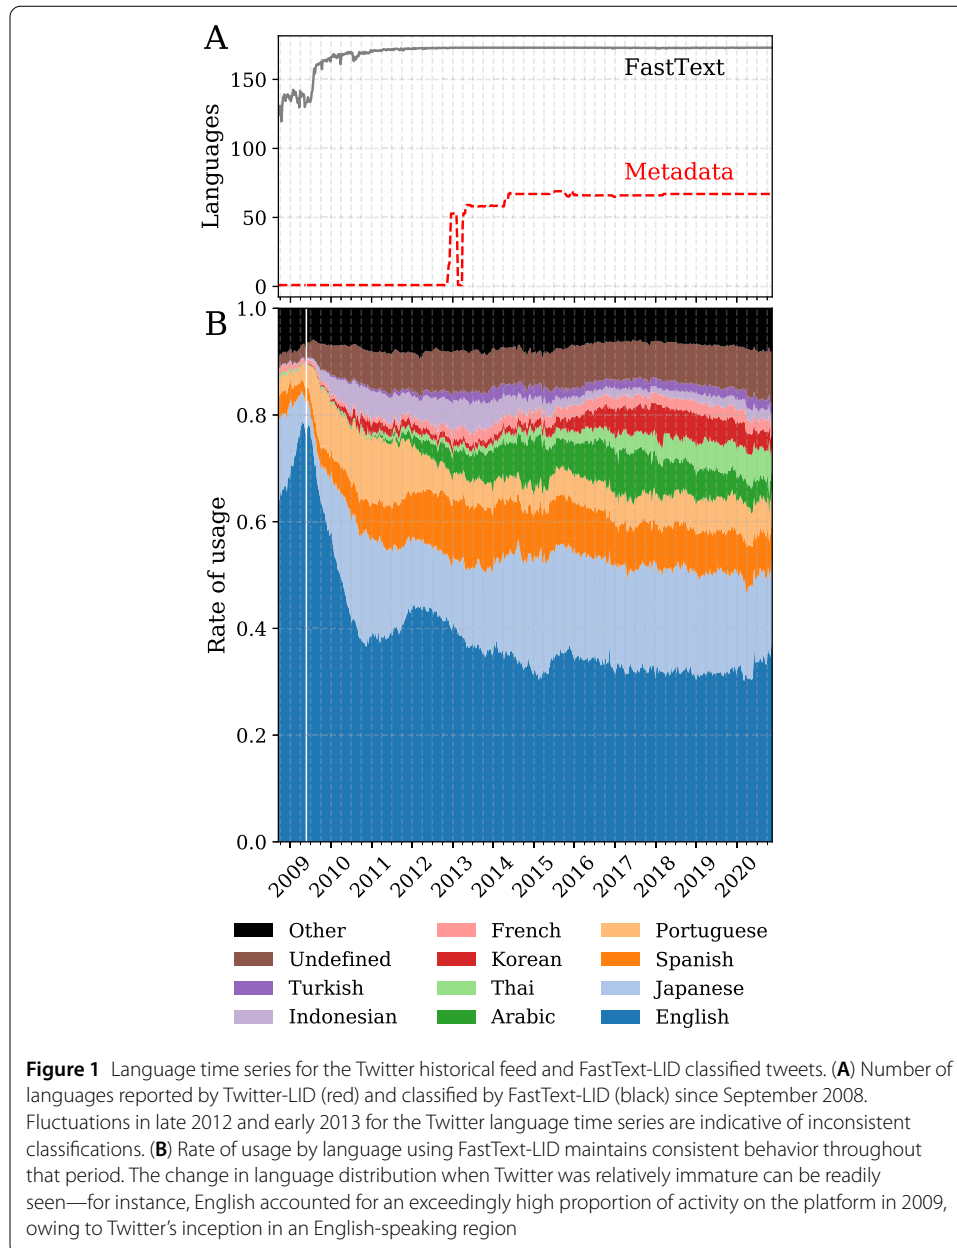 A
150
100
50
0
Languages
FastText
Metadata
B
1.0
0.8
0.6
0.4
0.2
0.0
Rate of usage
2009 2010 2011 2012 2013 2014 2015 2016 2017 2018 2019 2020
Other French Portuguese
Undefined Korean Spanish
Turkish Thai Japanese
Indonesian Arabic English
Figure 1 Language time series for the Twitter historical feed and FastText-LID classified tweets. (A) Number of
languages reported by Twitter-LID (red) and classified by FastText-LID (black) since September 2008.
Fluctuations in late 2012 and early 2013 for the Twitter language time series are indicative of inconsistent
classifications. (B) Rate of usage by language using FastText-LID maintains consistent behavior throughout
that period. The change in language distribution when Twitter was relatively immature can be readily
seen—for instance, English accounted for an exceedingly high proportion of activity on the platform in 2009,
owing to Twitter's inception in an English-speaking region